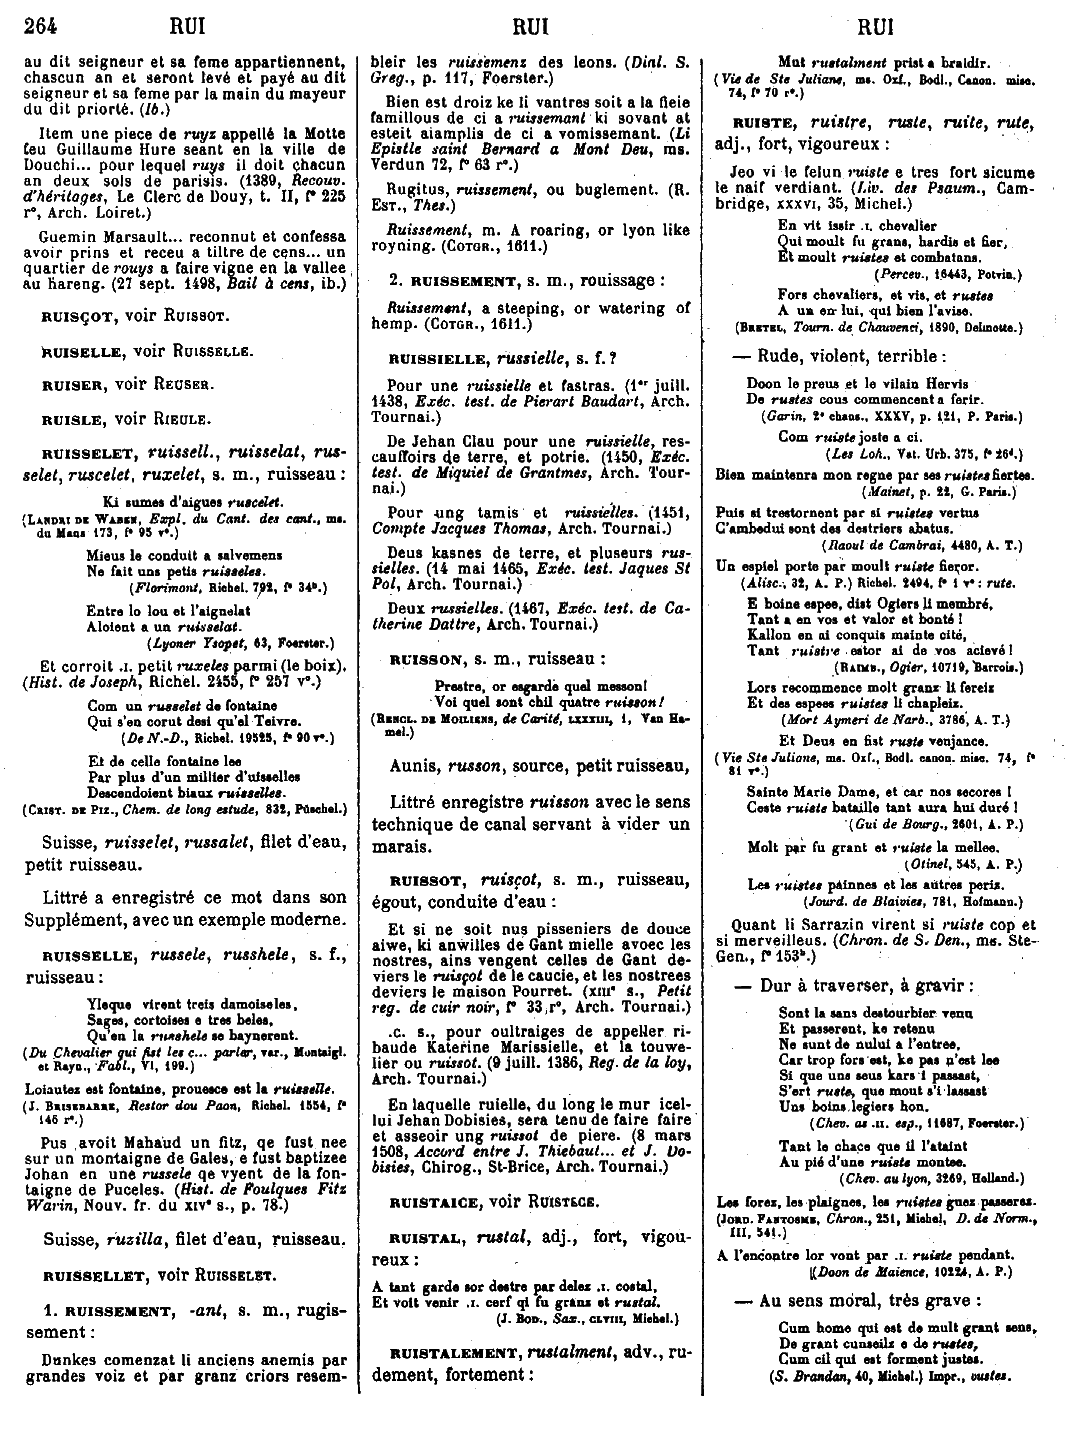 264 RUI RUI RUI
au dit seigneur et sa feme appartiennent,
chascun an et seront levé et payé au dit
seigneur et sa feme par la main du mayeur
du dit priorté. (Ib.)
Item une piece de ruyz appellé la Motte
feu Guillaume Hure seant en la ville de
Douchi... pour lequel ruys il doit chacun
an deux sols de parisis. (1389, Recouv.
d'héritages, Le Clerc de Douy, t. II, f° 225
r°, Arch. Loiret.)
Guemin Marsault... reconnut et confessa
avoir prins et receu a tiltre de cens... un
quartier de rouys a faire vigne en la vallee
au Hareng. (27 sept. 1498, Bail à cens, ib.)
RUISÇOT, voir RUISSOT.
RUISELLE, voir RUISSELLE.
RUISER, voir REUSER.
RUISLE, voir RIEULE.
RUISSELET, ruissell., ruisselat, rus-
selet, ruscelet, ruxelet, s. m., ruisseau :
Ki sumes d'aigues ruscelet.
(LANDRI DE WABEN, Expl. du Cant. des cant., ms.
du Mans 173, f° 95 v°.)
Mieus le conduit a salvemens
Ne fait uns petis ruisseles.
(Florimont, Richel. 792, f° 34b.)
Entre lo lou et l'aignelat
Aloient a un ruisselat.
(Lyoner Ysopet, 63, Foerster.)
Et corroit .I. petit ruxeles parmi (le boix).
(Hist. de Joseph, Richel. 2455, f° 257 v°.)
Com un russelet de fontaine
Qui s'en corut desi qu'el Teivre.
(De N.-D., Richel. 19525, f° 90 v°.)
Et de celle fontaine lee
Par plus d'un millier d'uisselles
Descendoient biaux ruisselles.
(CRIST. DE PIZ., Chem. de long estude, 832, Püschel.)
Suisse, ruisselet, russalet, filet d'eau,
petit ruisseau.
Littré a enregistré ce mot dans son
Supplément, avec un exemple moderne.
RUISSELLE, russele, russhele, s. f.,
ruisseau :
Yleque virent treis damoiseles,
Sages, cortoises e tres beles,
Qu'en la russhele se baynerent.
(Du Chevalier qui fist les c... parler, var., Montaigl.
et Rayn., Fabl., VI, 199.)
Loiautez est fontaine, prouesce est la ruisselle.
(J. BRISEBARRE, Restor dou Paon, Richel. 1554, f°
146 r°.)
Pus avoit Mahaud un fitz, qe fust nee
sur un montaigne de Gales, e fust baptizee
Johan en une russele qe vyent de la fon-
taigne de Puceles. (Hist. de Foulques Fitz
Warin, Nouv. fr. du XIVe s., p. 78.)
Suisse, ruzilla, filet d'eau, ruisseau.
RUISSELLET, voir RUISSELET.
1. RUISSEMENT, -ant, s. m., rugis-
sement :
Dunkes comenzat li anciens anemis par
grandes voiz et par granz criors resem-
bleir les ruissemenz des leons. (Dial. S.
Greg., p. 117, Foerster.)
Bien est droiz ke li vantres soit a la fleie
famillous de ci a ruissemant ki sovant at
esteit aiamplis de ci a vomissemant. (Li
Epistle saint Bernard a Mont Deu, ms.
Verdun 72, f° 63 r°.)
Rugitus, ruissement, ou buglement. (R.
EST., Thes.)
Ruissement, m. A roaring, or lyon like
royning. (COTGR., 1611.)
2. RUISSEMENT, s. m., rouissage :
Ruissement, a steeping, or watering of
hemp. (COTGR., 1611.)
RUISSIELLE, russielle, s. f. ?
Pour une ruissielle et fastras. (1er juill.
1438, Exéc. test. de Pierart Baudart, Arch.
Tournai.)
De Jehan Clau pour une ruissielle, res-
cauffoirs de terre, et potrie. (1450, Exéc.
test. de Miquiel de Grantmes, Arch. Tour-
nai.)
Pour ung tamis et ruissielles. (1451,
Compte Jacques Thomas, Arch. Tournai.)
Deus kasnes de terre, et pluseurs rus-
sielles. (14 mai 1465, Exéc. test. Jaques St
Pol, Arch. Tournai.)
Deux russielles. (1467, Exéc. test. de Ca-
therine Dattre, Arch. Tournai.)
RUISSON, s. m., ruisseau :
Prestre, or esgarde quel messon!
Voi quel sont chil quatre ruisson!
(RENCL. DE MOILIENS, de Carité, LXXXIII, 1, Van Ha-
mel.)
Aunis, russon, source, petit ruisseau,
Littré enregistre ruisson avec le sens
technique de canal servant à vider un
marais.
RUISSOT, ruisçot, s. m., ruisseau,
égout, conduite d'eau :
Et si ne soit nus pisseniers de douce
aiwe, ki anwilles de Gant mielle avoec les
nostres, ains vengent celles de Gant de-
viers le ruisçot de le caucie, et les nostrees
deviers le maison Pourret. (XIIIe s., Petit
reg. de cuir noir, f° 33 r°, Arch. Tournai.)
.C. s., pour oultraiges de appeller ri-
baude Katerine Marissielle, et la touwe-
lier ou ruissot. (9 juill. 1386, Reg. de la loy,
Arch. Tournai.)
En laquelle ruielle, du long le mur icel-
lui Jehan Dobisies, sera tenu de faire faire
et asseoir ung ruissot de piere. (8 mars
1508, Accord entre J. Thiebaut... et J. Do-
bisies, Chirog., St-Brice, Arch. Tournai.)
RUISTAICE, voir RUISTECE.
RUISTAL, rustal, adj., fort, vigou-
reux :
A tant garde sor destre par delez .I. costal,
Et voit venir .I. cerf qi fu grans et rustal.
(J. BOD., Sax., CLVIII, Michel.)
RUISTALEMENT, rustalment, adv., ru-
dement, fortement :
Mut rustalment prist a braidir.
(Vie de Ste Juliane, ms. Oxf., Bodl., Canon. misc.
74, f° 70 r°.)
RUISTE, ruistre, ruste, ruite, rute,
adj., fort, vigoureux :
Jeo vi le felun ruiste e tres fort sicume
le naif verdiant. (Liv. des Psaum., Cam-
bridge, XXXVI, 35, Michel.)
En vit issir .I. chevalier
Qui moult fu grans, hardis et fier,
Et moult ruistes et combatans.
(Percev., 16443, Potvin.)
Fors chevaliers, et vis, et rustes
A un en lui, qui bien l'avise.
(BRETEL, Tourn. de Chauvenci, 1890, Delmotte.)
— Rude, violent, terrible :
Doon le preus et le vilain Hervis
De rustes cous commencent a ferir.
(Garin, 2e chans., XXXV, p. 121, P. Paris.)
Com ruiste joste a ci.
(Les Loh., Vat. Urb. 375, f° 26d.)
Bien maintenra mon regne par ses ruistes fiertes.
(Mainet, p. 22, G. Paris.)
Puis si trestornent par si ruistes vertus
C'ambedui sont des destriers abatus.
(Raoul de Cambrai, 4480, A. T.)
Un espiel porte par moult ruiste fieror.
(Alisc., 32, A. P.) Richel. 2494, f° 1 v° : rute.
E boine espee, dist Ogiers li membré,
Tant a en vos et valor et bonté !
Kallon en ai conquis mainte cité,
Tant ruistre estor ai de vos aclevé !
(RAIMB., Ogier, 10719, Barrois.)
Lors recommence molt granz li fereiz
Et des espees ruistes li chapleiz.
(Mort Aymeri de Narb., 3786, A. T.)
Et Deus en fist ruste venjance.
(Vie Ste Juliane, ms. Oxf., Bodl. canon. misc. 74, f°
81 v°.)
Sainte Marie Dame, et car nos secores !
Ceste ruiste bataille tant aura hui duré !
(Gui de Bourg., 2601, A. P.)
Molt par fu grant et ruiste la mellee.
(Otinel, 545, A. P.)
Les ruistes painnes et les autres perix.
(Jourd. de Blaivies, 781, Hofmann.)
Quant li Sarrazin virent si ruiste cop et
si merveilleus. (Chron. de S. Den., ms. Ste-
Gen., f° 153b.)
— Dur à traverser, à gravir :
Sont la sans destourbier venu
Et passerent, ke retenu
Ne sunt de nului a l'entree,
Car trop fors est, ke pas n'est lee
Si que uns seus kars i passast,
S'ert ruste, que mout s'i lassast
Uns boins legiers hon.
(Chev. as .II. esp., 11687, Foerster.)
Tant le chace que il l'ataint
Au pié d'une ruiste montee.
(Chev. au lyon, 3269, Holland.)
Les forez, les plaignes, les ruistes guez passeres.
(JORD. FANTOSME, Chron., 251, Michel, D. de Norm.,
III, 541.)
A l'encontre lor vont par .I. ruiste pendant.
(Doon de Maience, 10224, A. P.)
— Au sens moral, très grave :
Cum home qui est de mult grant sens,
De grant cunseilz e de rustes,
Cum cil qui est forment justes.
(S. Brandan, 40, Michel.) Impr., oustes.